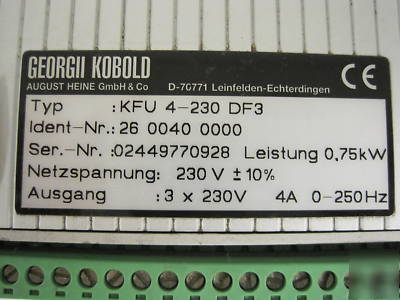 GEORGII KOBOLD
AUGUST HEINE GmbH & Co D-70771 Leinfelden-Echterdingen CE
Typ :KFU 4-230 DF3
Ident-Nr.:26 0040 0000
Ser.-Nr. :02449770928 Leistung 0,75kW
Netzspannung: 230 V ±10%
Ausgang : 3 x 230V 4A 0-250Hz